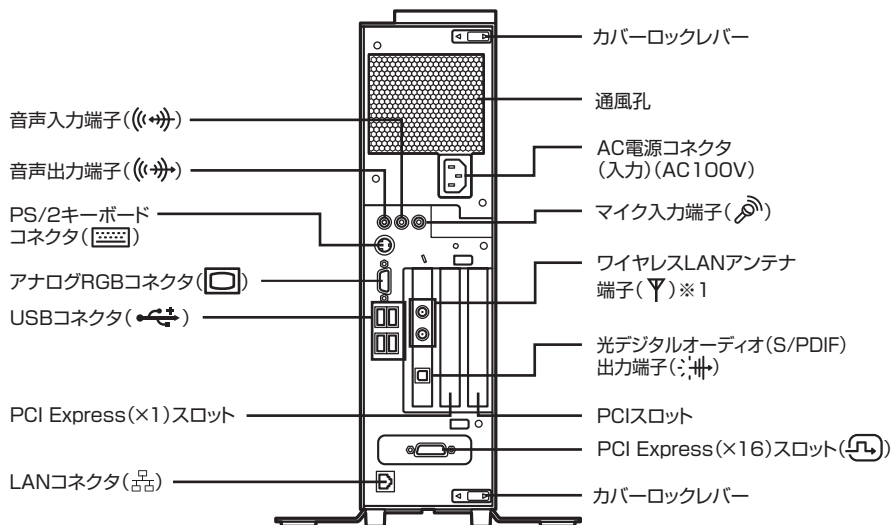 カバーロックレバー
通風孔
音声入力端子( )
AC電源コネクタ
(入力)(AC100V)
音声出力端子( )
PS/2キーボード
コネクタ( )
マイク入力端子( )
アナログRGBコネクタ( )
ワイヤレスLANアンテナ
端子( )※1
USBコネクタ( )
光デジタルオーディオ(S/PDIF)
出力端子( )
PCI Express(×1)スロット
PCIスロット
PCI Express(×16)スロット( )
LANコネクタ( )
カバーロックレバー